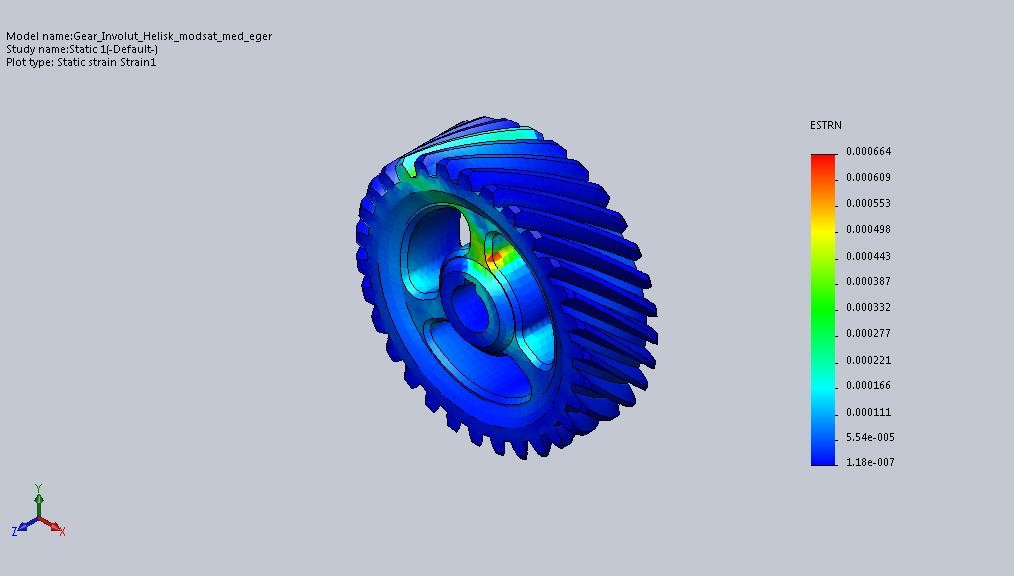 Model name:Gear_Involut_Helisk_modsat_med_eger
Study name:Static 1(-Default-)
Plot type: Static strain Strain1
ESTRN
0.000664
0.000609
0.000553
0.000498
0.000443
0.000387
0.000332
0.000277
0.000221
0.000166
0.000111
5.54e-005
1.18e-007
Y
Z
X